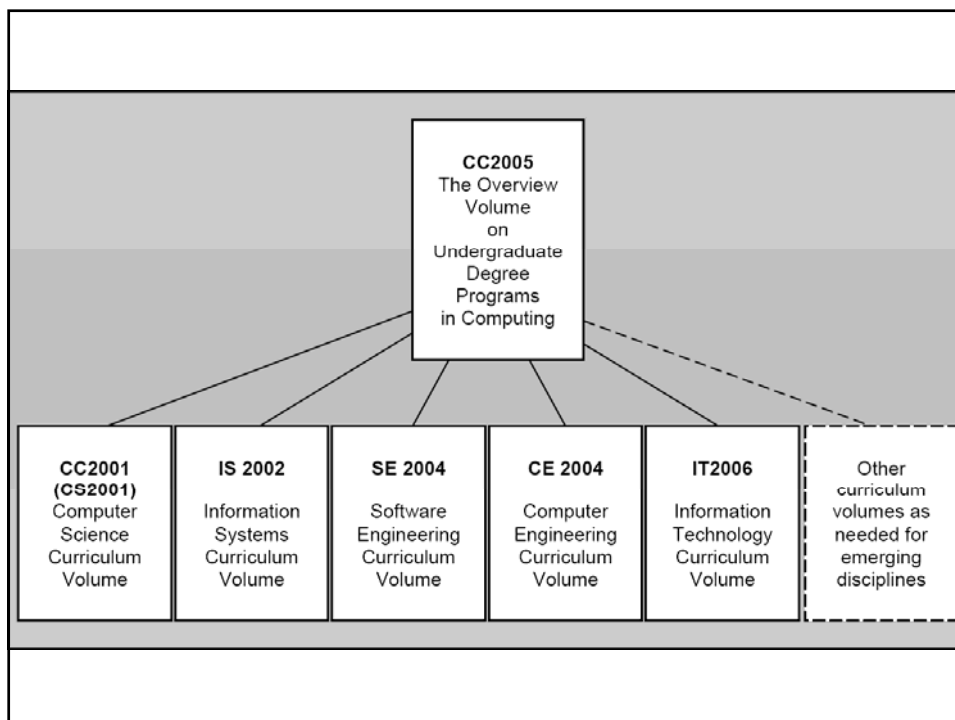 CC2005
The Overview
Volume
on
Undergraduate
Degree
Programs
in Computing
CC2001
(CS2001)
Computer
Science
Curriculum
Volume
IS 2002
Information
Systems
Curriculum
Volume
SE 2004
Software
Engineering
Curriculum
Volume
CE 2004
Computer
Engineering
Curriculum
Volume
IT2006
Information
Technology
Curriculum
Volume
Other
curriculum
volumes as
needed for
emerging
disciplines